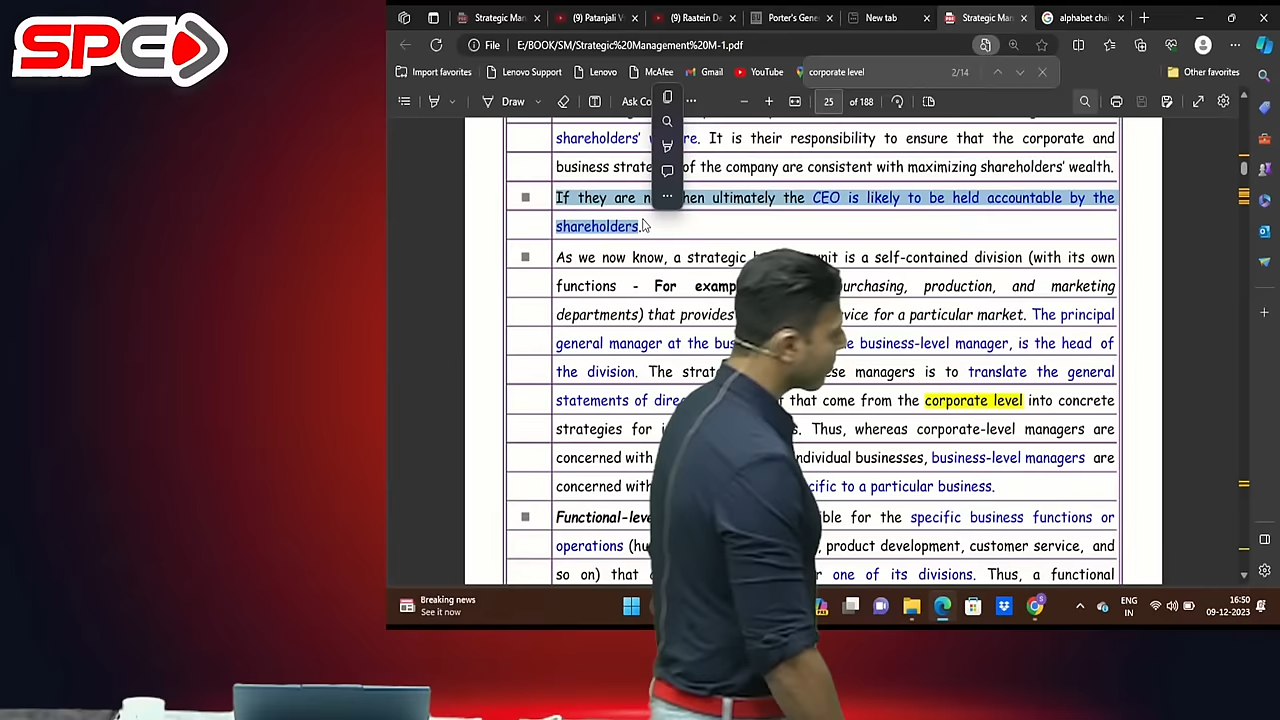 SPC
Strategic Man
(9) Patanjali V
(9) Raatein De
Porter's Gene
New tab
Strategic Man
alphabet chai
File
E:/BOOK/SM/Strategic%20Management%20M-1.pdf
Import favorites
Lenovo Support
Lenovo
McAfee
Gmail
YouTube
corporate level
2/14
Other favorites
Draw
Ask Co
25
of 188
shareholders' re. It is their responsibility to ensure that the corporate and
business strate of the company are consistent with maximizing shareholders' wealth.
If they are n hen ultimately the CEO is likely to be held accountable by the
shareholders.
As we now know, a strategic b unit is a self-contained division (with its own
functions - For examp urchasing, production, and marketing
departments) that provides vice for a particular market. The principal
general manager at the bus e business-level manager, is the head of
the division. The strat se managers is to translate the general
statements of direc t that come from the corporate level into concrete
strategies for i s. Thus, whereas corporate-level managers are
concerned with individual businesses, business-level managers are
concerned with cific to a particular business.
Functional-leve ible for the specific business functions or
operations (hu , product development, customer service, and
so on) that r one of its divisions. Thus, a functional
Breaking news
See it now
ENG
IN
16:50
09-12-2023